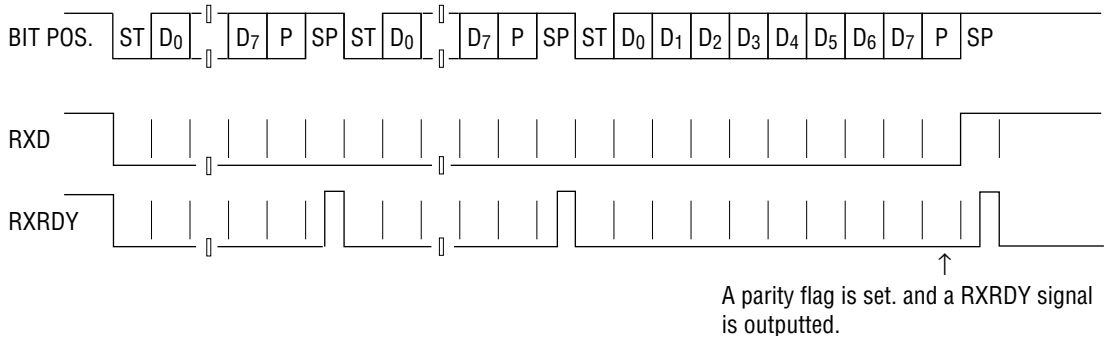 BIT POS. ST D₀ D₇ P SP ST D₀ D₇ P SP ST D₀ D₁ D₂ D₃ D₄ D₅ D₆ D₇ P SP
RXD
RXRDY
↑
A parity flag is set. and a RXRDY signal
is outputted.